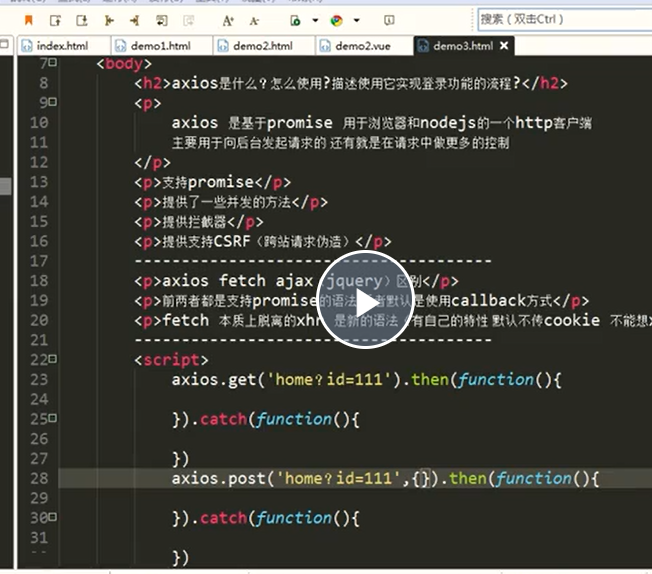 搜索（双击Ctrl）
index.html demo1.html demo2.html demo2.vue demo3.html
7 <body>
8 <h2>axios是什么？怎么使用？描述使用它实现登录功能的流程？</h2>
9 <p>
10 axios 是基于promise 用于浏览器和nodejs的一个http客户端
11 主要用于向后台发起请求的 还有就是在请求中做更多的控制
12 </p>
13 <p>支持promise</p>
14 <p>提供了一些并发的方法</p>
15 <p>提供拦截器</p>
16 <p>提供支持CSRF（跨站请求伪造）</p>
17 --------------------------------------
18 <p>axios fetch ajax（jquery）区别</p>
19 <p>前两者都是支持promise的语法 者默认是使用callback方式</p>
20 <p>fetch 本质上脱离的xhr 是新的语法 有自己的特性 默认不传cookie 不能想
21 --------------------------------------
22 <script>
23 axios.get('home?id=111').then(function(){
24
25 }).catch(function(){
26
27 })
28 axios.post('home?id=111',{}).then(function(){
29
30 }).catch(function(){
31
})